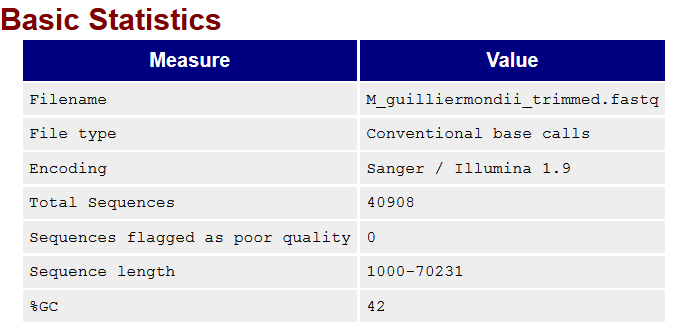 Basic Statistics
Measure Value
Filename M_guilliermondii_trimmed.fastq
File type Conventional base calls
Encoding Sanger / Illumina 1.9
Total Sequences 40908
Sequences flagged as poor quality 0
Sequence length 1000-70231
%GC 42